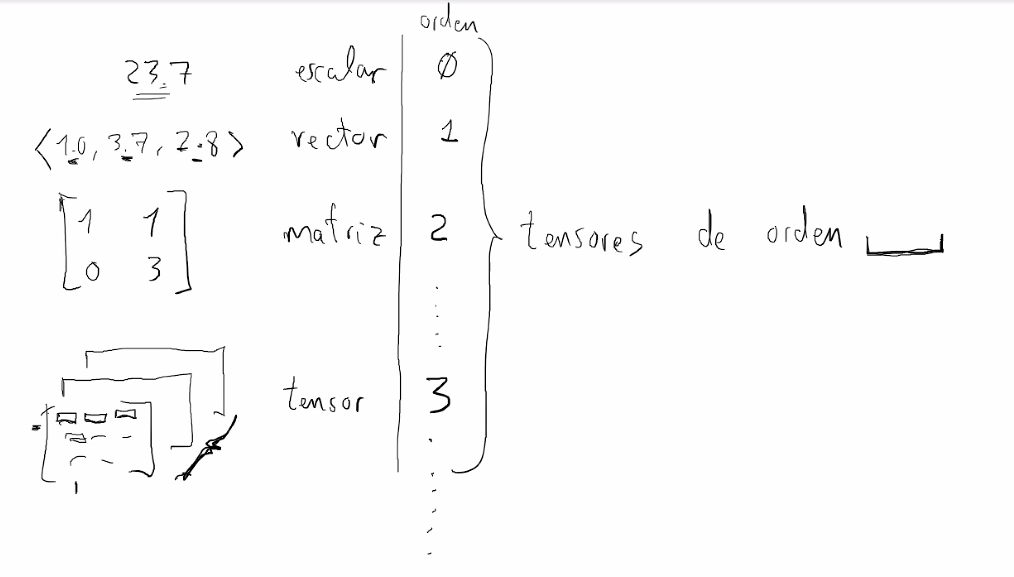 orden
23.7 escalar 0
<1.0, 3.7, 2.8> vector 1
1 1
matriz 2 tensores de orden
0 3
tensor 3